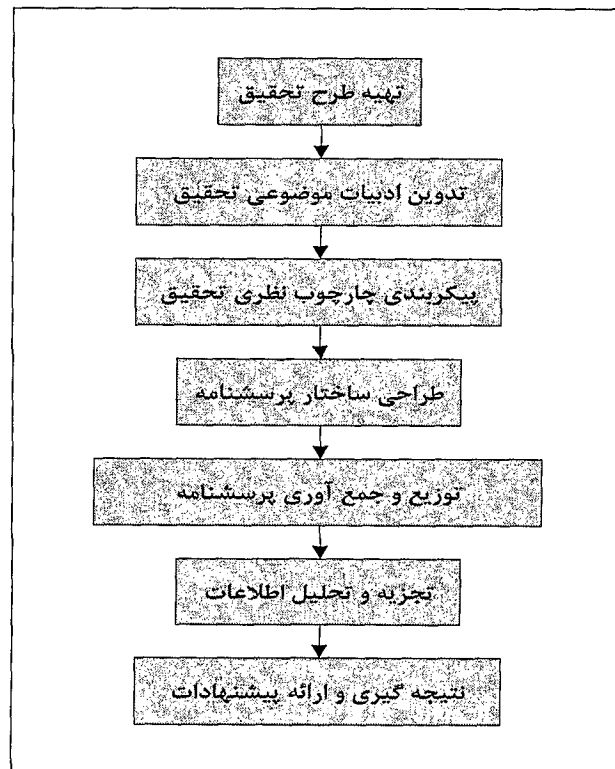 تهیه طرح تحقیق
تدوین ادبیات موضوعی تحقیق
پیکربندی چارچوب نظری تحقیق
طراحی ساختار پرسشنامه
توزیع و جمع آوری پرسشنامه
تجزیه و تحلیل اطلاعات
نتیجه گیری و ارائه پیشنهادات